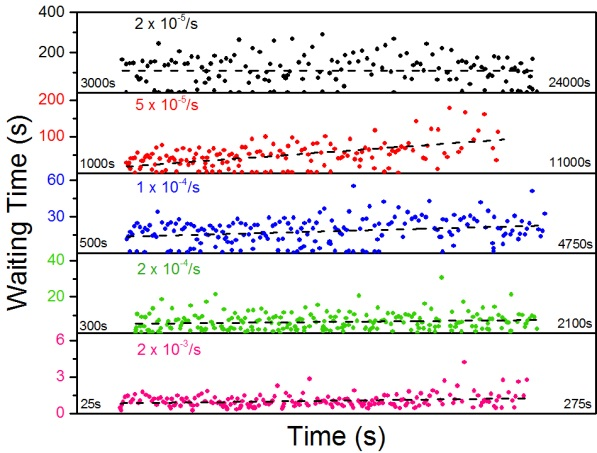 2 x 10⁻⁵/s
400
200
0
3000s
24000s
5 x 10⁻⁵/s
200
100
1000s
11000s
1 x 10⁻⁴/s
60
30
500s
4750s
2 x 10⁻⁴/s
40
20
300s
2100s
2 x 10⁻³/s
6
3
0
25s
275s
Waiting Time (s)
Time (s)